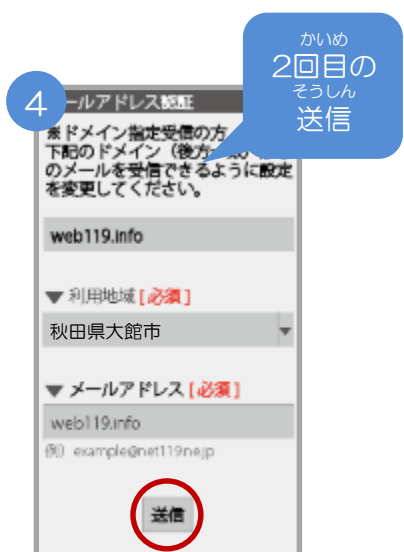 かいめ
2回目の
そうしん
送信
4
ールアドレス認証
※ドメイン指定受信の方
下記のドメイン（後方
のメールを受信できるように設定
を変更してください。
web119.info
▼ 利用地域 [必須]
秋田県大館市
▼ メールアドレス [必須]
web119.info
例）example@net119.ne.jp
送信